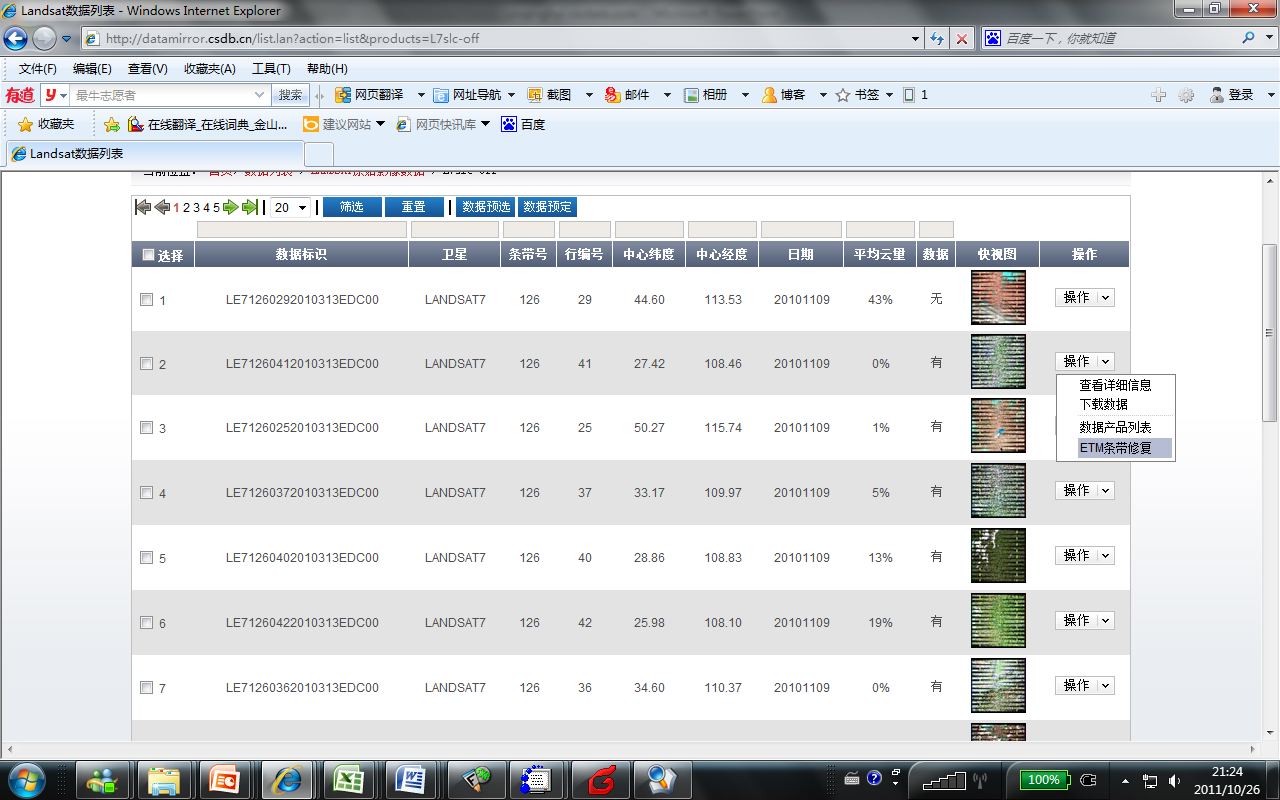 Landsat数据列表 - Windows Internet Explorer
http://datamirror.csdb.cn/list.lan?action=list&products=L7slc-off
百度一下，你就知道
文件(F) 编辑(E) 查看(V) 收藏夹(A) 工具(T) 帮助(H)
有道 y 最牛志愿者 搜索 网页翻译 网址导航 截图 邮件 相册 博客 书签 1 登录
收藏夹 在线翻译_在线词典_金山... 建议网站 网页快讯库 百度
Landsat数据列表
1 2 3 4 5 20 筛选 重置 数据预选 数据预定
选择 数据标识 卫星 条带号 行编号 中心纬度 中心经度 日期 平均云量 数据 快视图 操作
1 LE71260292010313EDC00 LANDSAT7 126 29 44.60 113.53 20101109 43% 无 操作
2 LE71260412010313EDC00 LANDSAT7 126 41 27.42 108.46 20101109 0% 有 操作
查看详细信息
下载数据
数据产品列表
ETM条带修复
3 LE71260252010313EDC00 LANDSAT7 126 25 50.27 115.74 20101109 1% 有
4 LE71260372010313EDC00 LANDSAT7 126 37 33.17 109.97 20101109 5% 有 操作
5 LE71260402010313EDC00 LANDSAT7 126 40 28.86 108.83 20101109 13% 有 操作
6 LE71260422010313EDC00 LANDSAT7 126 42 25.98 108.10 20101109 19% 有 操作
7 LE71260362010313EDC00 LANDSAT7 126 36 34.60 110.37 20101109 0% 有 操作
100%
21:24
2011/10/26